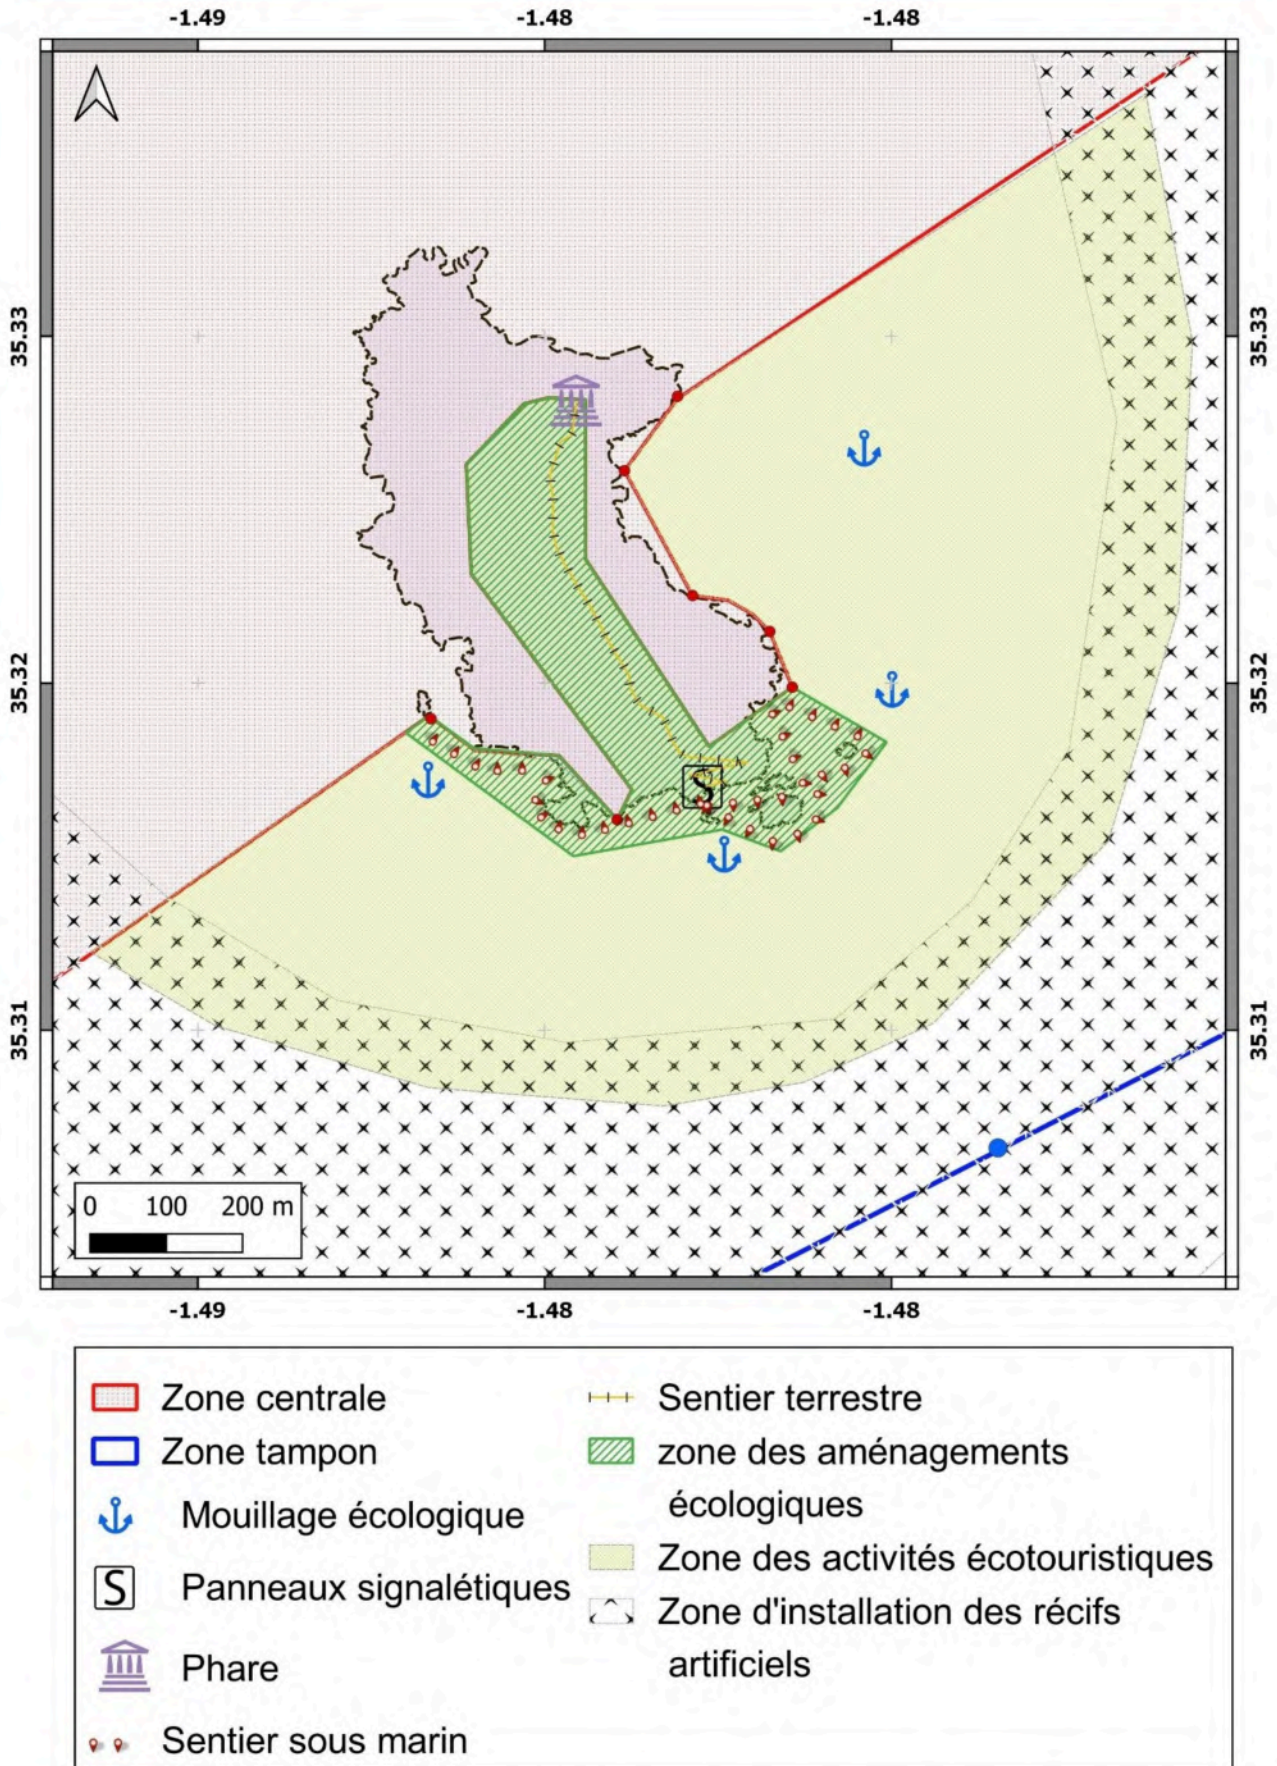 -1.49 -1.48 -1.48
35.33 35.33
35.32 35.32
S
35.31 35.31
0 100 200 m
-1.49 -1.48 -1.48
Zone centrale
Zone tampon
Mouillage écologique
S Panneaux signalétiques
Phare
Sentier sous marin
Sentier terrestre
zone des aménagements
écologiques
Zone des activités écotouristiques
Zone d'installation des récifs
artificiels